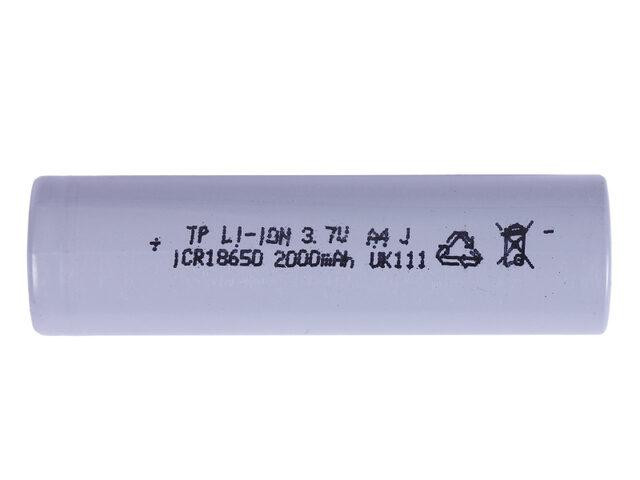 + TP LI-ION 3.7V A4 J -
ICR18650 2000mAh UK111